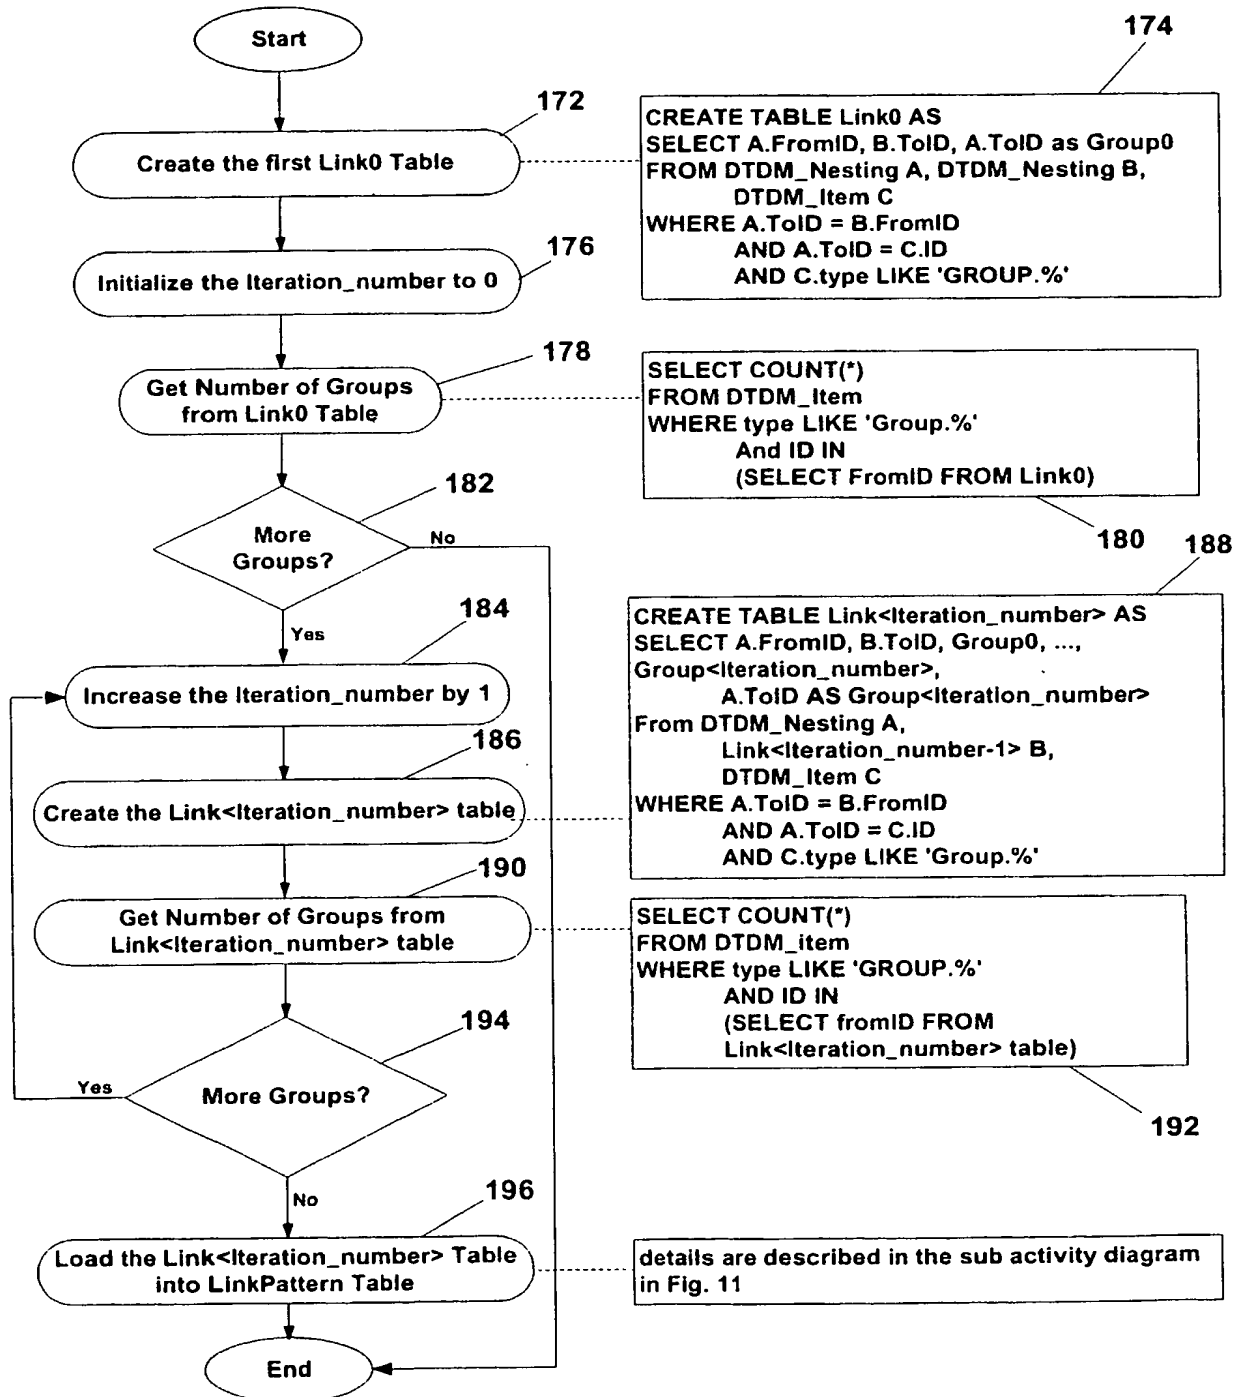 Start
174
172
CREATE TABLE Link0 AS
SELECT A.FromID, B.ToID, A.ToID as Group0
FROM DTDM_Nesting A, DTDM_Nesting B,
DTDM_Item C
WHERE A.ToID = B.FromID
AND A.ToID = C.ID
AND C.type LIKE 'GROUP.%'
Create the first Link0 Table
176
Initialize the Iteration_number to 0
178
Get Number of Groups
from Link0 Table
SELECT COUNT(*)
FROM DTDM_Item
WHERE type LIKE 'Group.%'
And ID IN
(SELECT FromID FROM Link0)
180
182
More
Groups?
No
Yes
188
184
Increase the Iteration_number by 1
CREATE TABLE Link<Iteration_number> AS
SELECT A.FromID, B.ToID, Group0, ...,
Group<Iteration_number>,
A.ToID AS Group<Iteration_number>
From DTDM_Nesting A,
Link<Iteration_number-1> B,
DTDM_Item C
WHERE A.ToID = B.FromID
AND A.ToID = C.ID
AND C.type LIKE 'Group.%'
186
Create the Link<Iteration_number> table
190
Get Number of Groups from
Link<Iteration_number> table
SELECT COUNT(*)
FROM DTDM_item
WHERE type LIKE 'GROUP.%'
AND ID IN
(SELECT fromID FROM
Link<Iteration_number> table)
192
194
More Groups?
Yes
No
196
Load the Link<Iteration_number> Table
into LinkPattern Table
details are described in the sub activity diagram
in Fig. 11
End